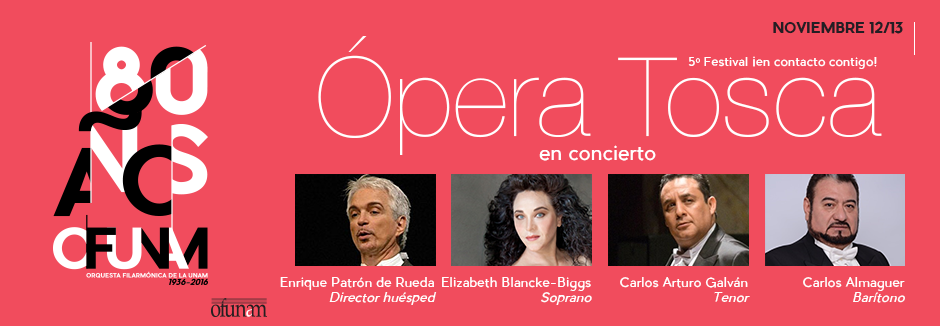 NOVIEMBRE 12/13
5º Festival ¡en contacto contigo!
Ópera Tosca
en concierto
80
AÑOS
OFUNAM
ORQUESTA FILARMÓNICA DE LA UNAM
1936-2016
ofunam
Enrique Patrón de Rueda
Director huésped
Elizabeth Blancke-Biggs
Soprano
Carlos Arturo Galván
Tenor
Carlos Almaguer
Barítono